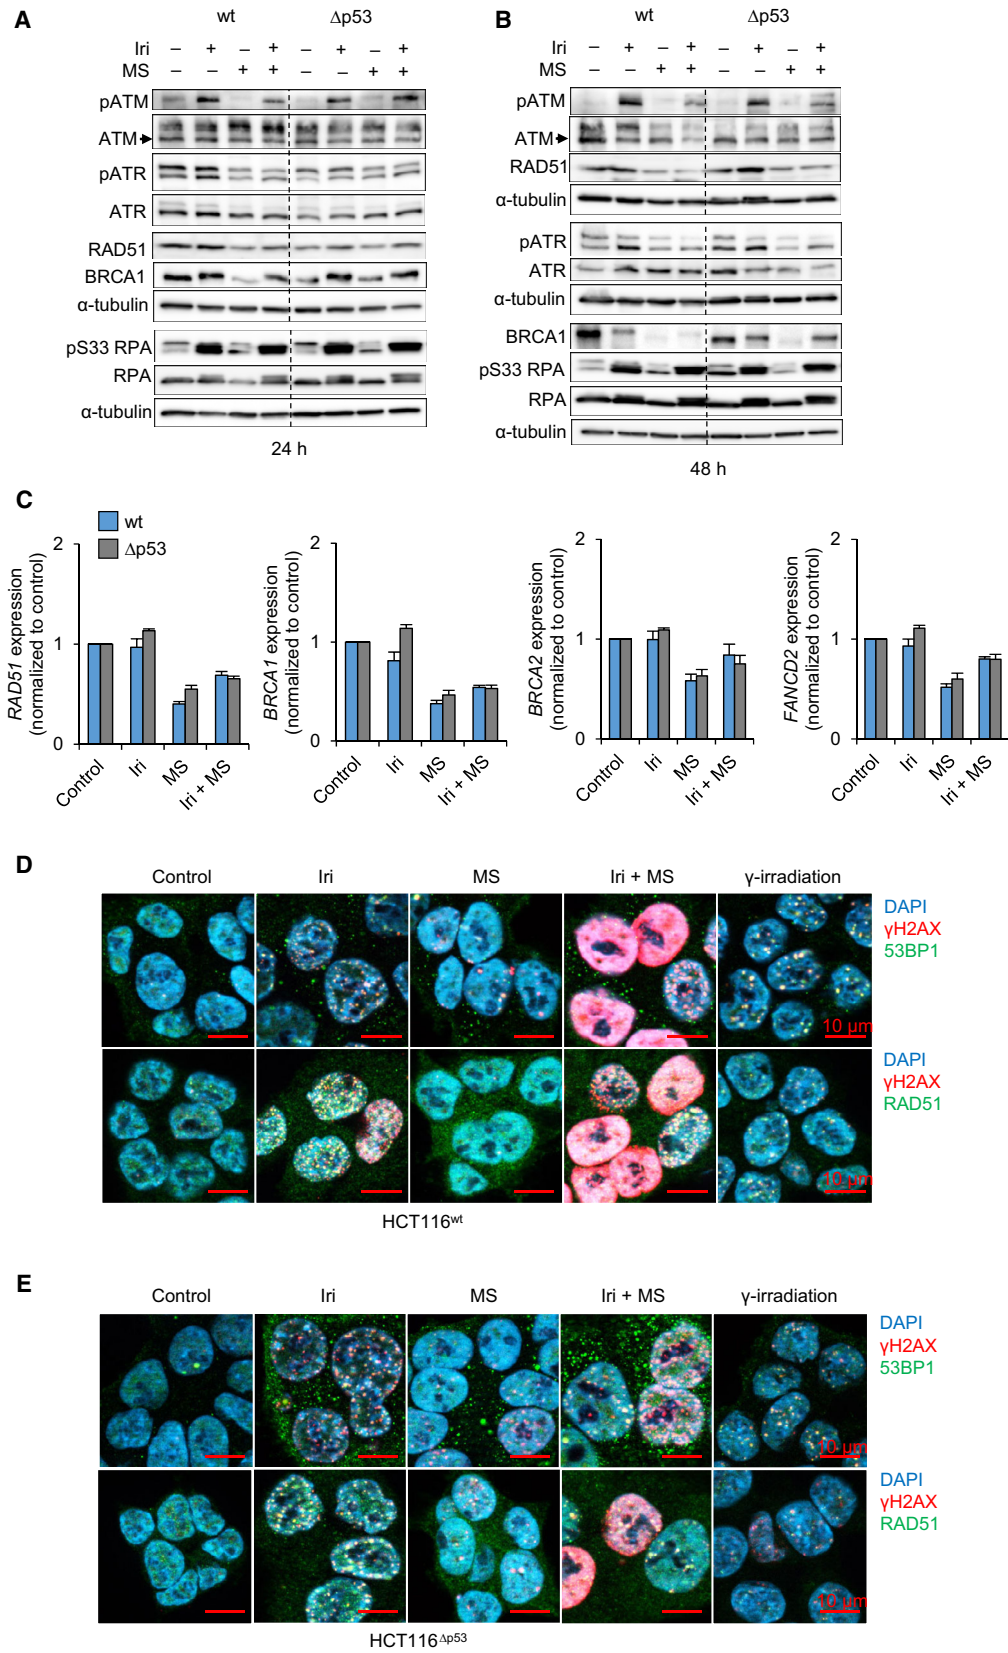 A
wt Δp53
Iri – + – + – + – +
MS – – + + – – + +
pATM
ATM
pATR
ATR
RAD51
BRCA1
α-tubulin
pS33 RPA
RPA
α-tubulin
24 h
B
wt Δp53
Iri – + – + – + – +
MS – – + + – – + +
pATM
ATM
RAD51
α-tubulin
pATR
ATR
α-tubulin
BRCA1
pS33 RPA
RPA
α-tubulin
48 h
C
wt
Δp53
RAD51 expression
(normalized to control)
2
1
0
Control Iri MS Iri + MS
BRCA1 expression
(normalized to control)
2
1
0
Control Iri MS Iri + MS
BRCA2 expression
(normalized to control)
2
1
0
Control Iri MS Iri + MS
FANCD2 expression
(normalized to control)
2
1
0
Control Iri MS Iri + MS
D
Control Iri MS Iri + MS γ-irradiation
DAPI
γH2AX
53BP1
10 μm
DAPI
γH2AX
RAD51
10 μm
HCT116wt
E
Control Iri MS Iri + MS γ-irradiation
DAPI
γH2AX
53BP1
10 μm
DAPI
γH2AX
RAD51
10 μm
HCT116Δp53